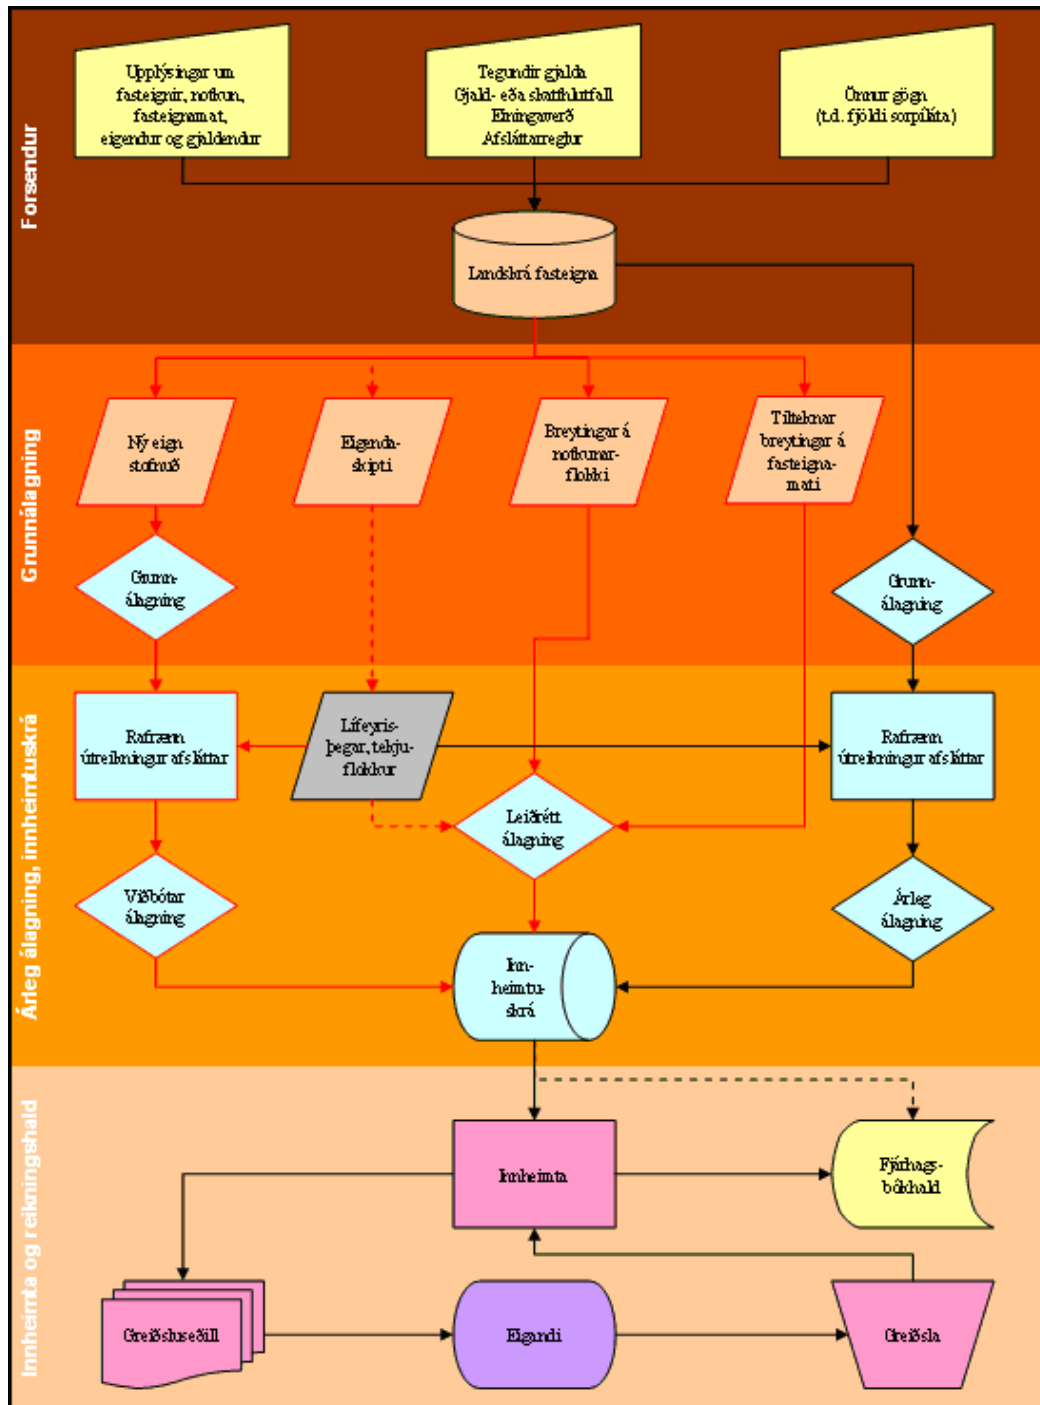 Forsendur
Upplýsingar um
fasteignir, notkun,
fasteignamat,
eigendur og gjaldendur
Tegundir gjalda
Gjald- eða skatthlutfall
Einingaverð
Afsláttarreglur
Önnur gögn
(t.d. fjöldi sorpíláta)
Landskrá fasteigna
Grunnálagning
Ný eign
stofnuð
Eigenda-
skipti
Breytingar á
notkunar-
flokki
Tilteknar
breytingar á
fasteigna-
mati
Grunn-
álagning
Grunn-
álagning
Árleg álagning, innheimtuskrá
Rafrænn
útreikningur afsláttar
Lífeyris-
þegar, tekju-
flokkur
Rafrænn
útreikningur afsláttar
Leiðrétt
álagning
Viðbótar
álagning
Árleg
álagning
Inn-
heimtu-
skrá
Innheimta og reikningshald
Innheimta
Fjárhags-
bókhald
Greiðsluseðill
Eigandi
Greiðsla